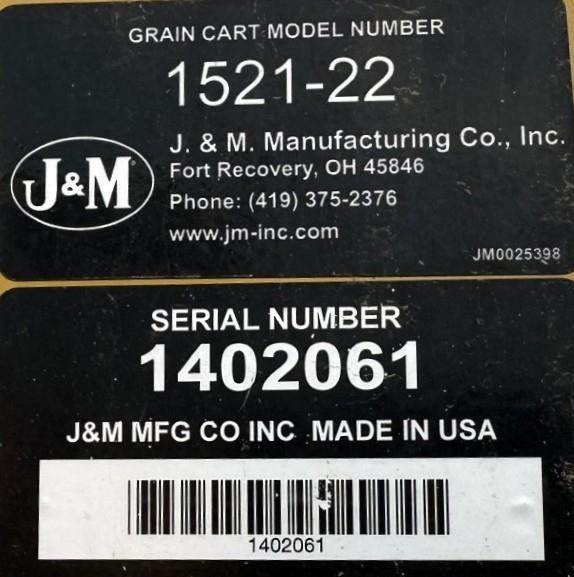 GRAIN CART MODEL NUMBER
1521-22
J&M
J. & M. Manufacturing Co., Inc.
Fort Recovery, OH 45846
Phone: (419) 375-2376
www.jm-inc.com
JM0025398
SERIAL NUMBER
1402061
J&M MFG CO INC MADE IN USA
1402061